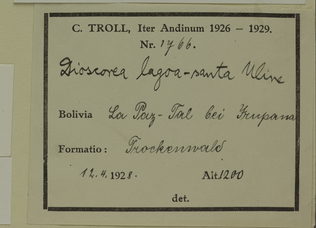 C. TROLL, Iter Andinum 1926 – 1929.
Nr. 1766.
Dioscorea lagoa-santa Uline
Bolivia La Paz-Tal bei Irupana
Formatio: Trockenwald
12.4.1928. Alt 1200
det.